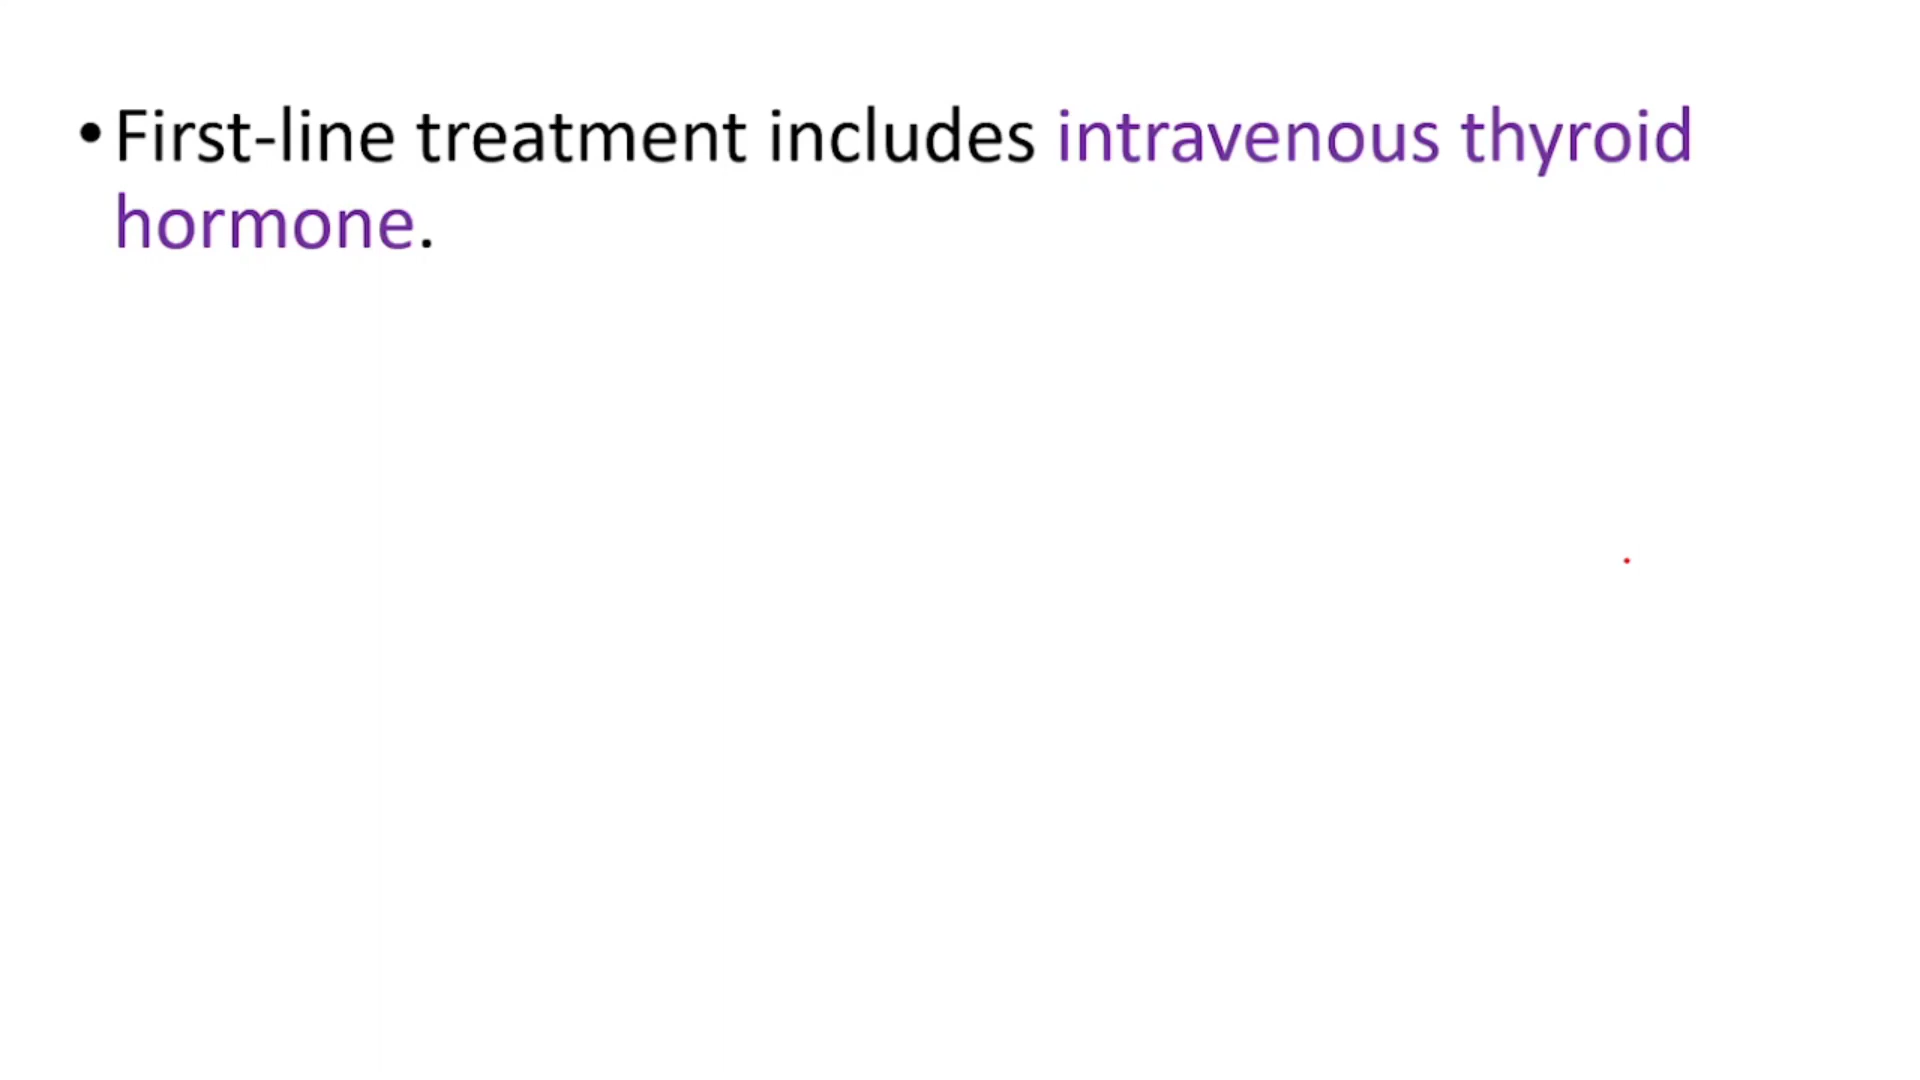 •First-line treatment includes intravenous thyroid
hormone.